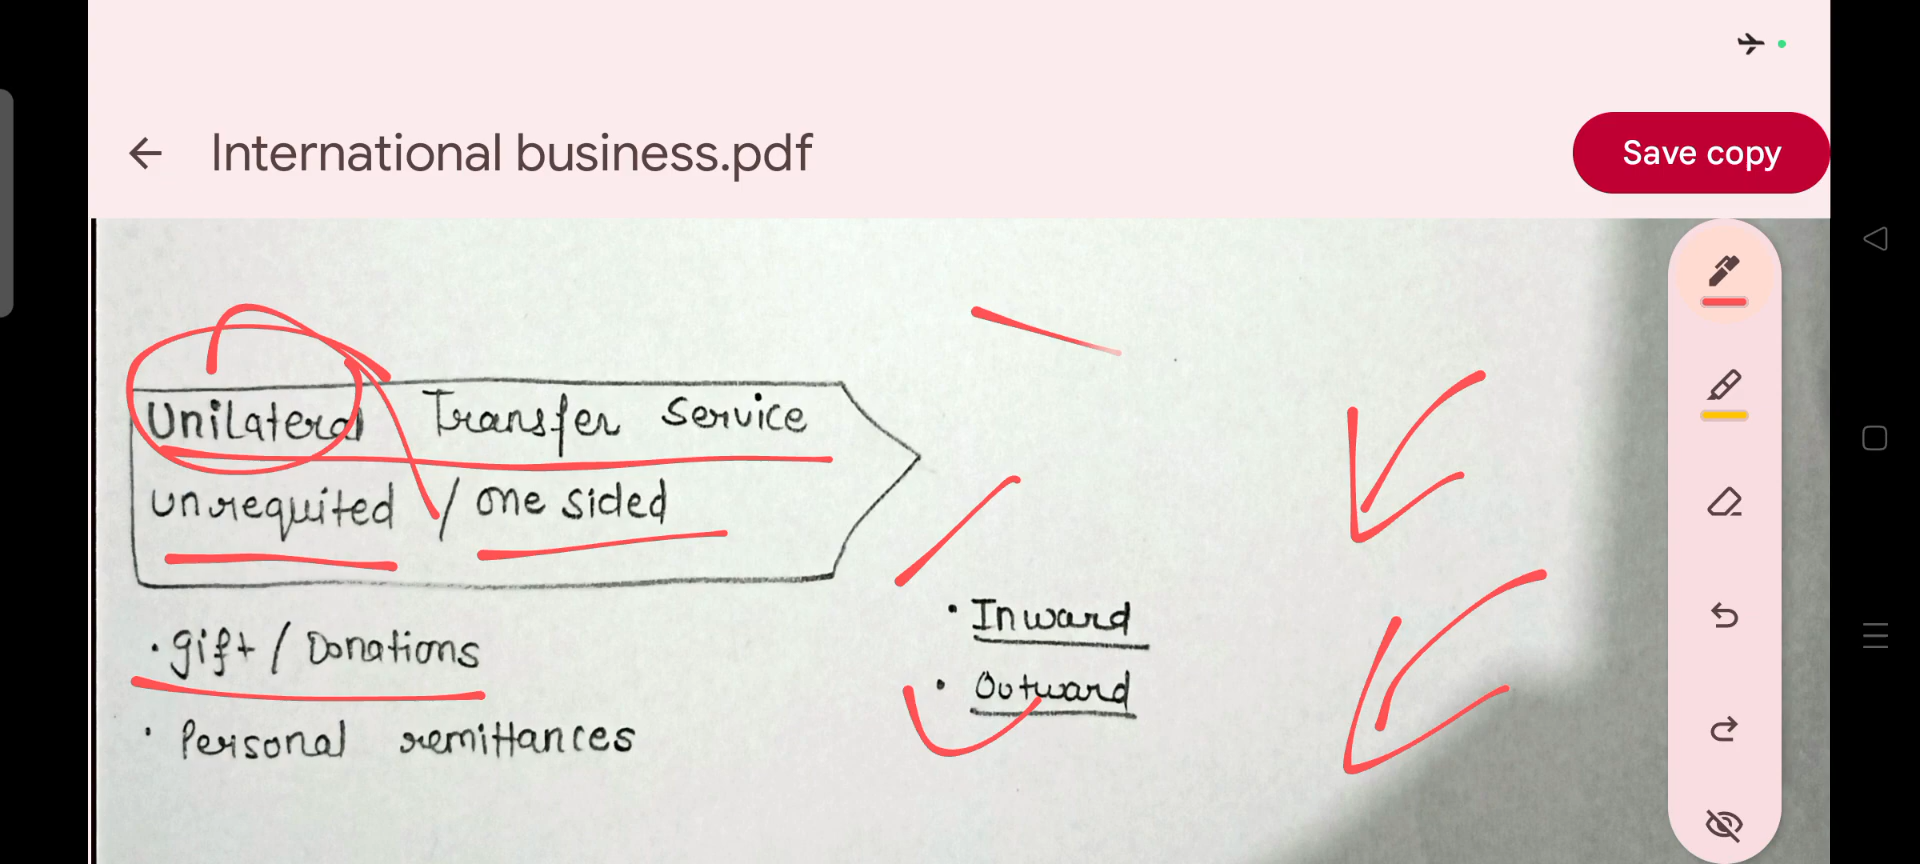 International business.pdf
Save copy
Unilateral Transfer Service
unrequited / one sided
• gift / Donations
• Personal remittances
• Inward
• Outward